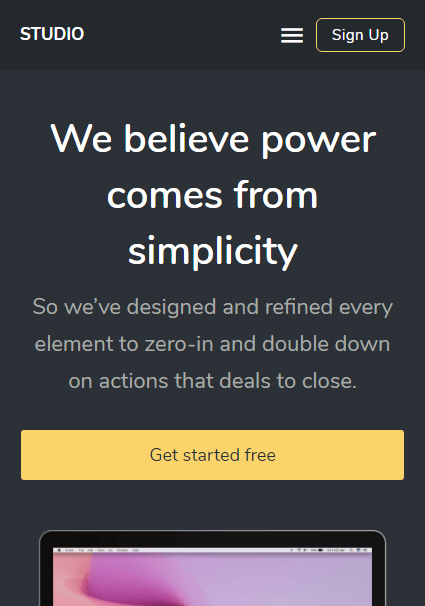 STUDIO
Sign Up
We believe power
comes from
simplicity
So we’ve designed and refined every
element to zero-in and double down
on actions that deals to close.
Get started free